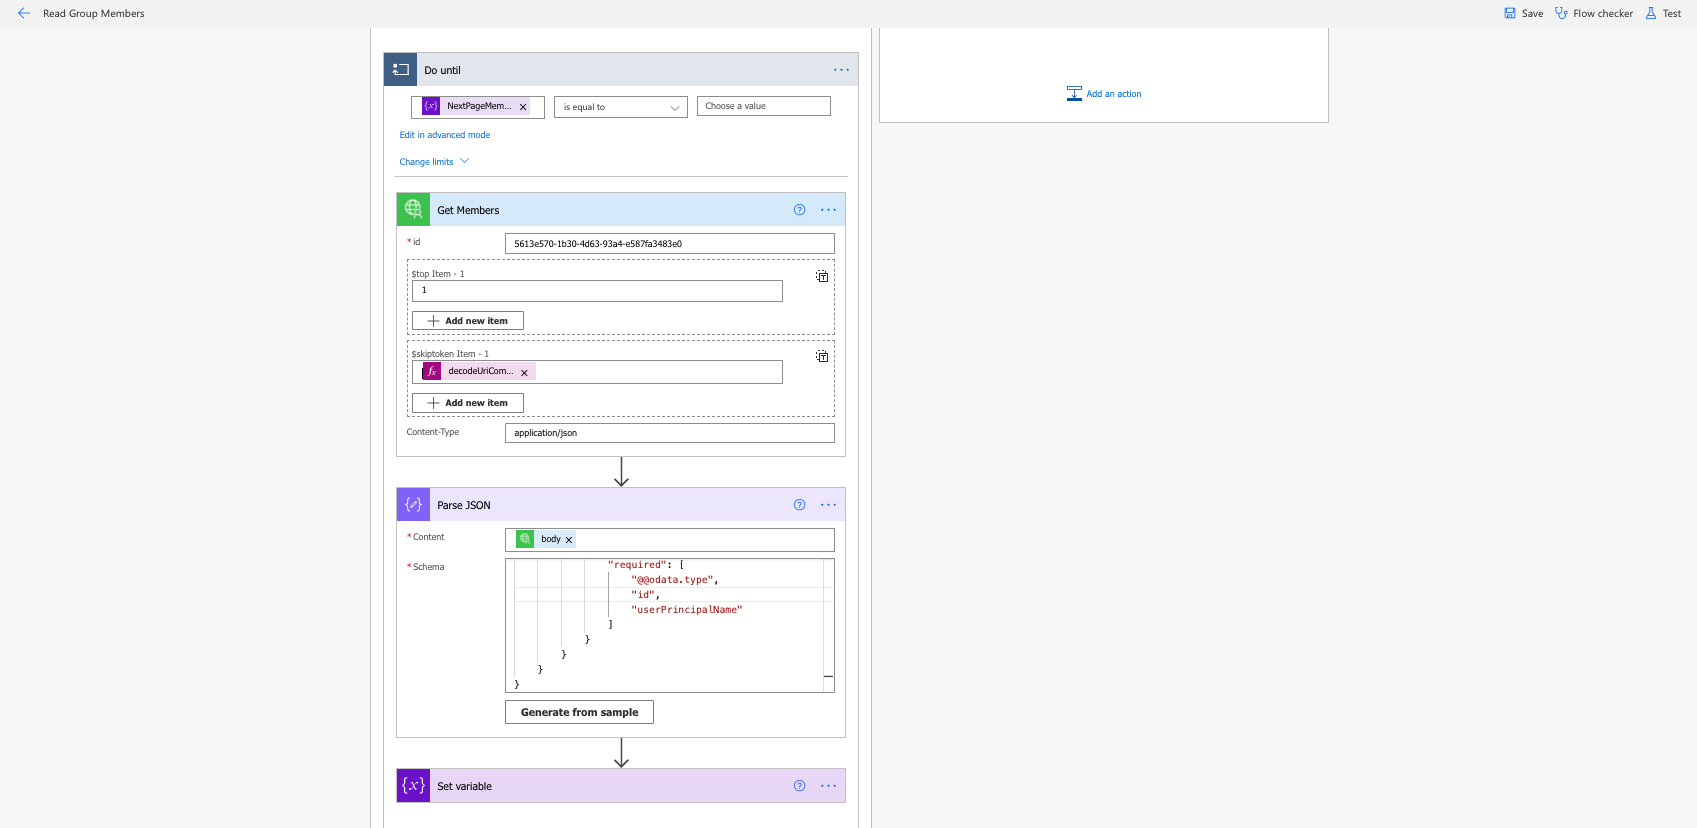 Read Group Members
Save Flow checker Test
Do until
{x} NextPageMem... is equal to Choose a value
Edit in advanced mode
Change limits
Add an action
Get Members
* id 5613e570-1b30-4d63-93a4-e587fa3483e0
$top Item - 1
1
Add new item
$skiptoken Item - 1
fx decodeUriCom...
Add new item
Content-Type application/json
Parse JSON
* Content body
* Schema
"required": [
"@@odata.type",
"id",
"userPrincipalName"
]
}
}
}
}
Generate from sample
{x} Set variable